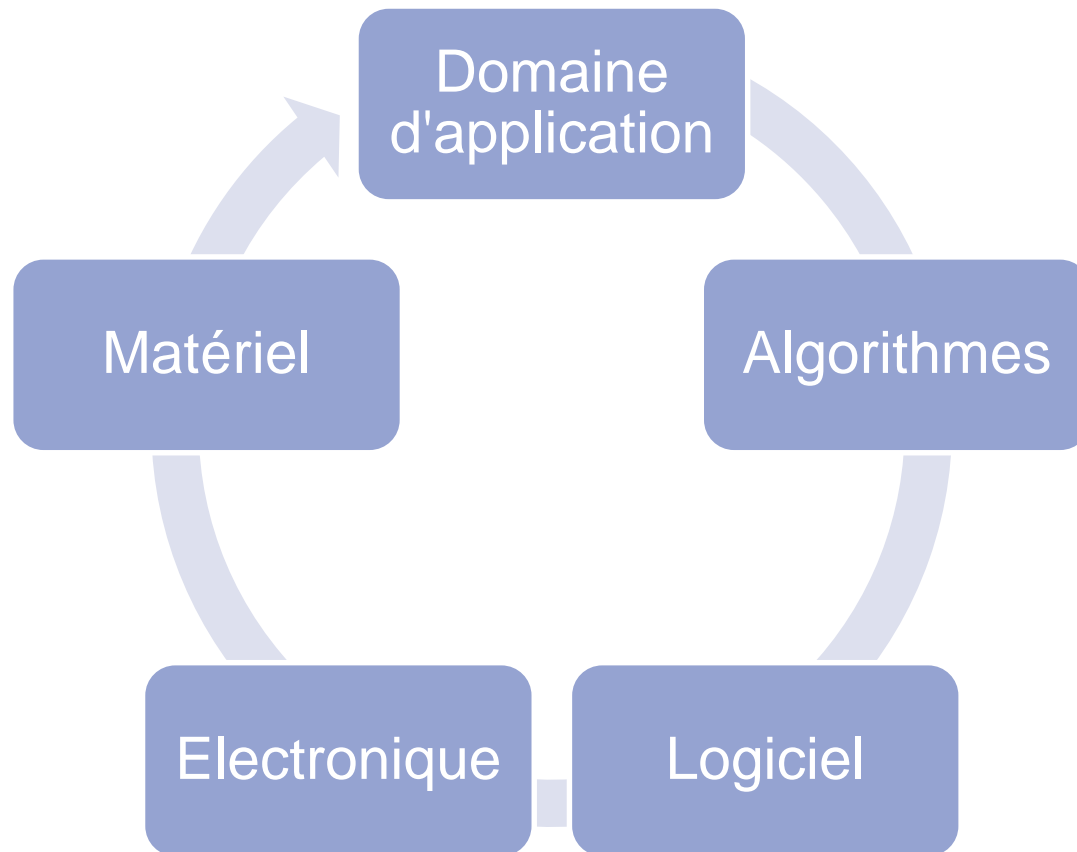 Domaine
d'application
Algorithmes
Logiciel
Electronique
Matériel